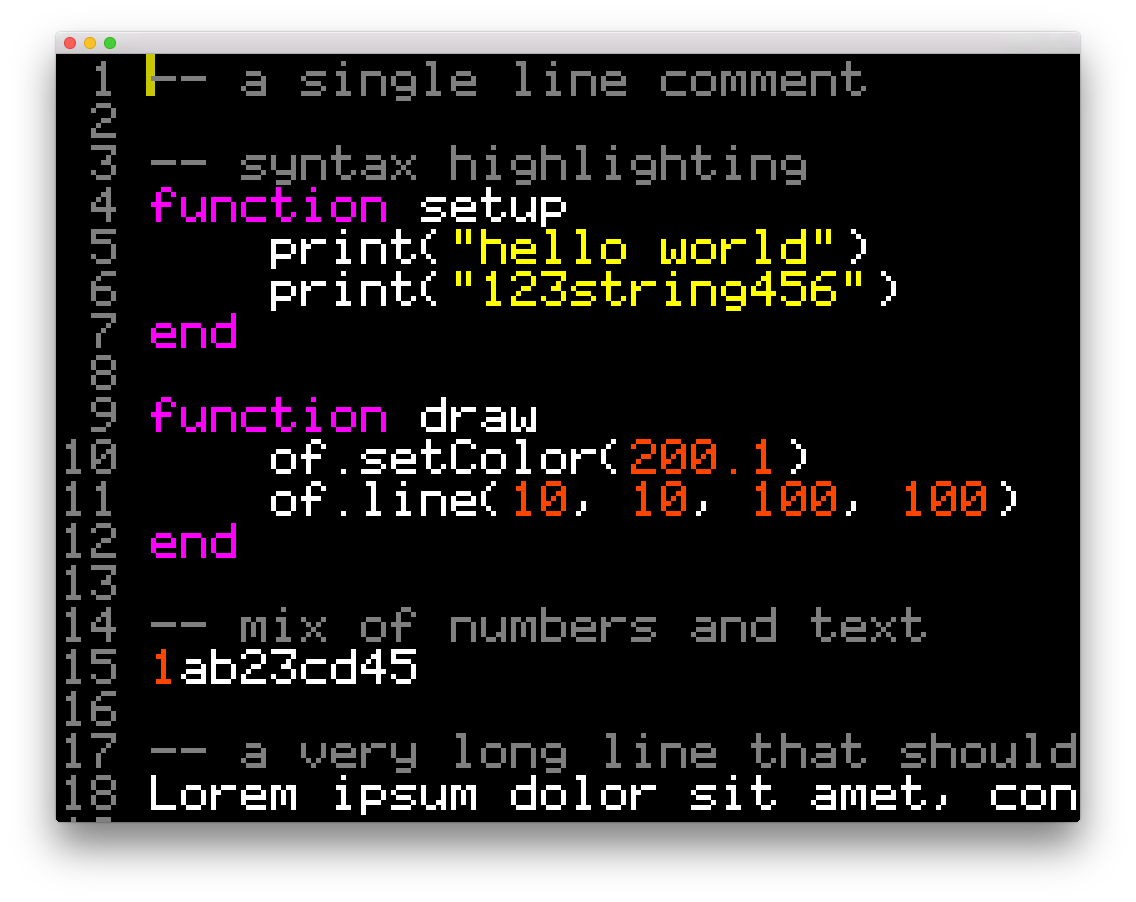 1 -- a single line comment
2
3 -- syntax highlighting
4 function setup
5     print("hello world")
6     print("123string456")
7 end
8
9 function draw
10     of.setColor(200.1)
11     of.line(10, 10, 100, 100)
12 end
13
14 -- mix of numbers and text
15 1ab23cd45
16
17 -- a very long line that should
18 Lorem ipsum dolor sit amet, con